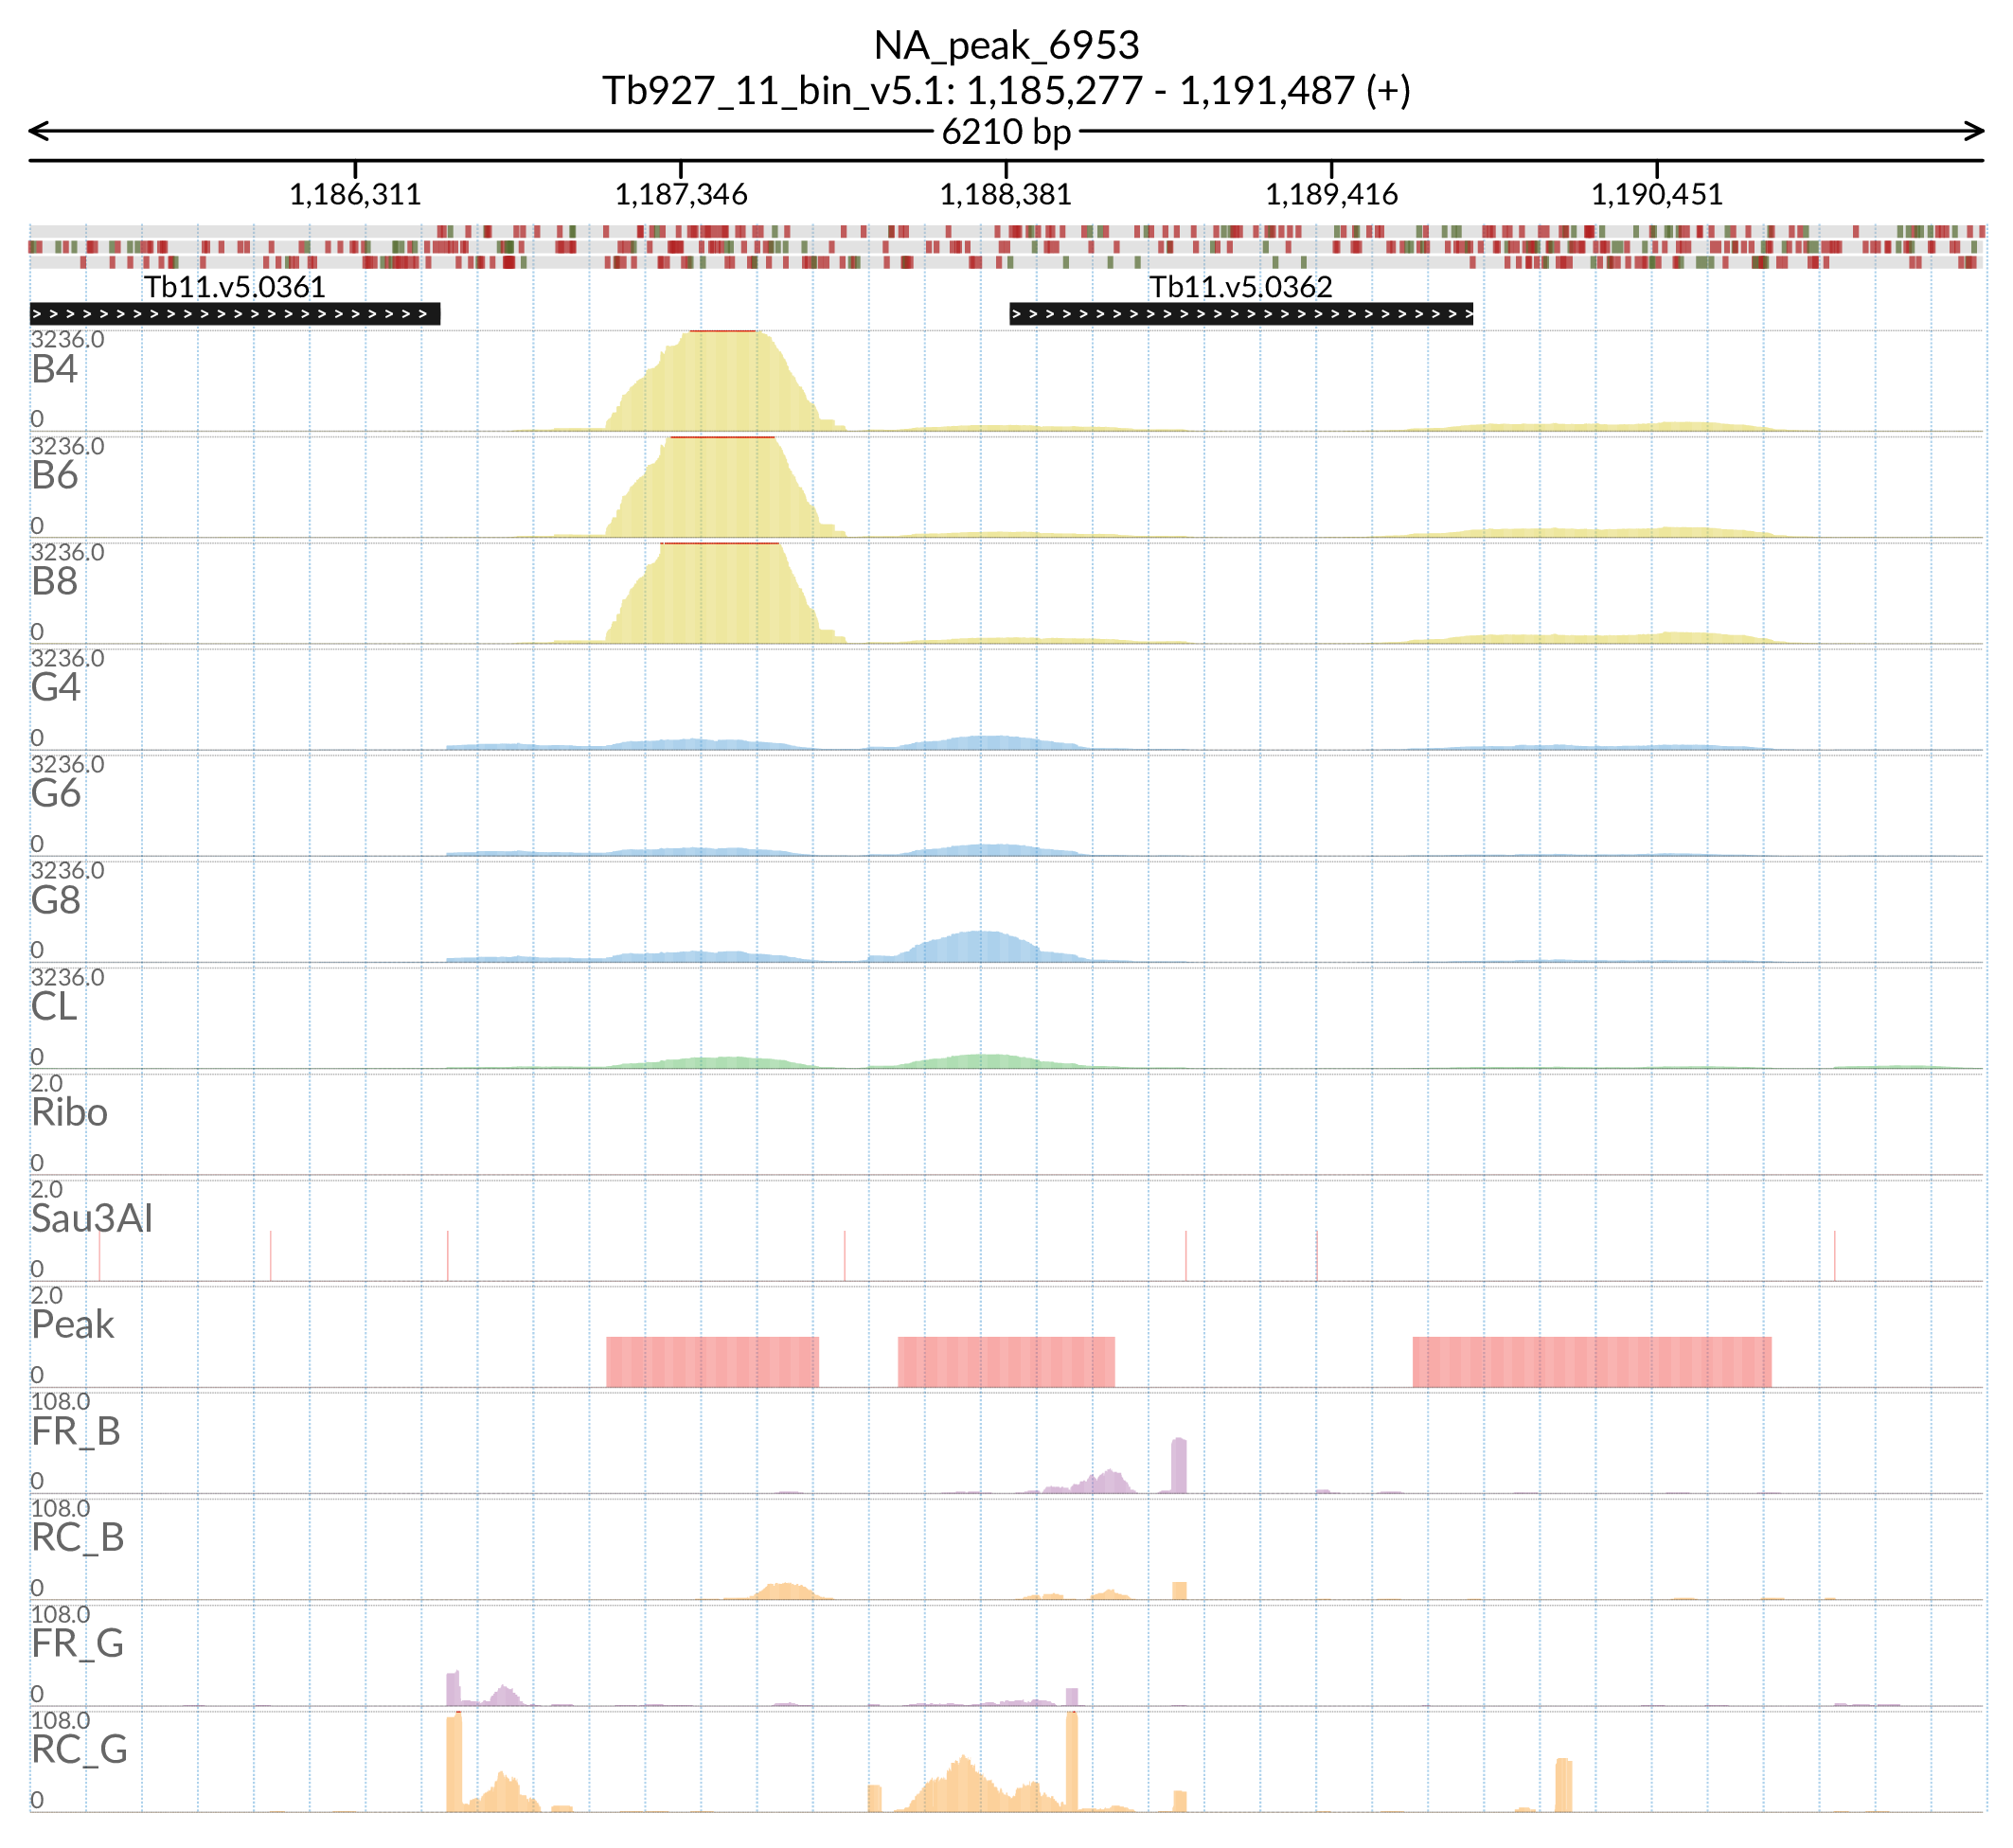 NA_peak_6953
Tb927_11_bin_v5.1: 1,185,277 - 1,191,487 (+)
6210 bp
1,186,311 1,187,346 1,188,381 1,189,416 1,190,451
Tb11.v5.0361 Tb11.v5.0362
3236.0
B4
0
3236.0
B6
0
3236.0
B8
0
3236.0
G4
0
3236.0
G6
0
3236.0
G8
0
3236.0
CL
0
2.0
Ribo
0
2.0
Sau3AI
0
2.0
Peak
0
108.0
FR_B
0
108.0
RC_B
0
108.0
FR_G
0
108.0
RC_G
0